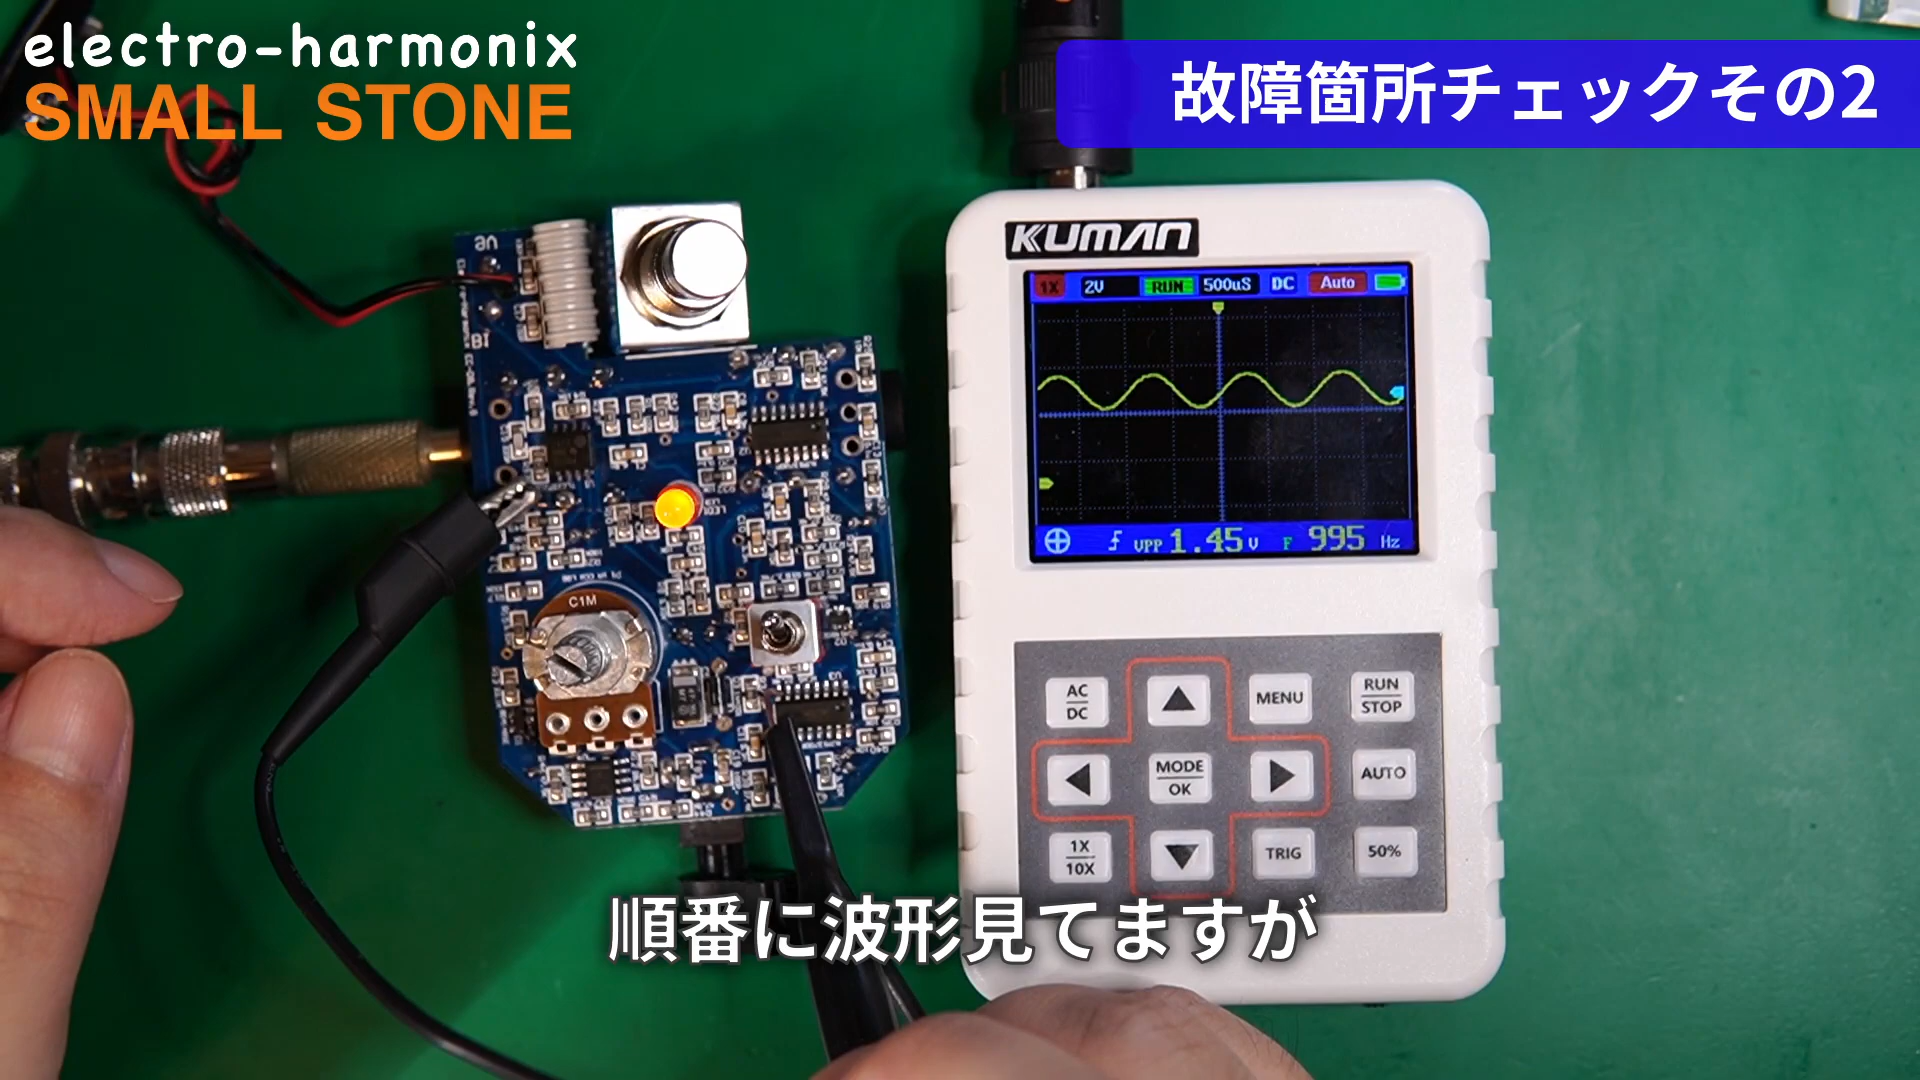 electro-harmonix
SMALL STONE
故障箇所チェックその2
KUMAN
1X 2V RUN 500uS DC Auto
VPP 1.45V F 995 Hz
C1M
AC
DC
MENU
RUN
STOP
MODE
OK
AUTO
1X
10X
TRIG
50%
順番に波形見てますが